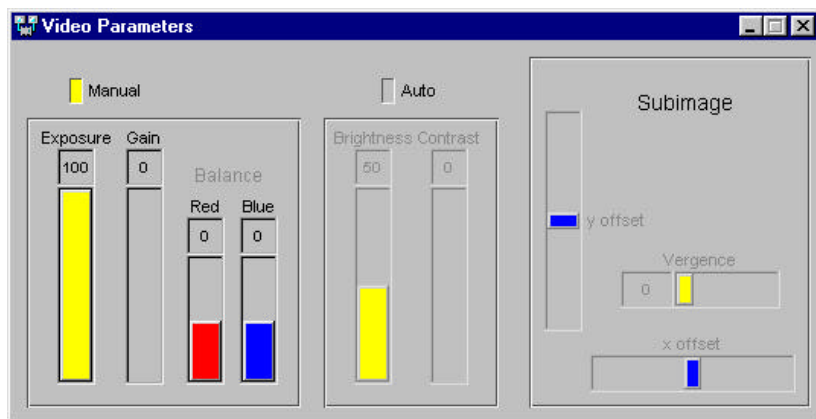 Video Parameters
Manual
Auto
Subimage
Exposure Gain
100 0
Balance
Red Blue
0 0
Brightness Contrast
50 0
y offset
Vergence
0
x offset